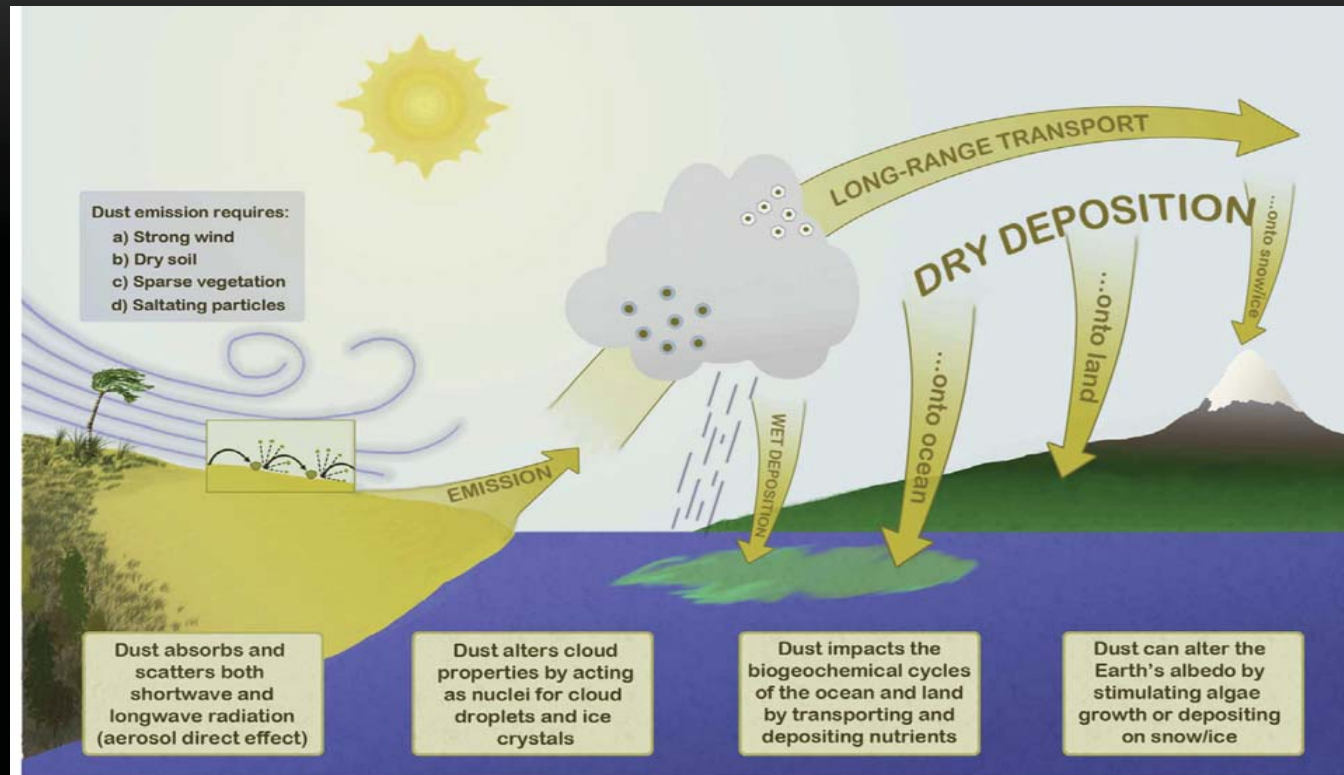 Dust emission requires:
a) Strong wind
b) Dry soil
c) Sparse vegetation
d) Saltating particles
LONG-RANGE TRANSPORT
DRY DEPOSITION
...onto snow/ice
...onto land
...onto ocean
WET DEPOSITION
EMISSION
Dust absorbs and
scatters both
shortwave and
longwave radiation
(aerosol direct effect)
Dust alters cloud
properties by acting
as nuclei for cloud
droplets and ice
crystals
Dust impacts the
biogeochemical cycles
of the ocean and land
by transporting and
depositing nutrients
Dust can alter the
Earth's albedo by
stimulating algae
growth or depositing
on snow/ice